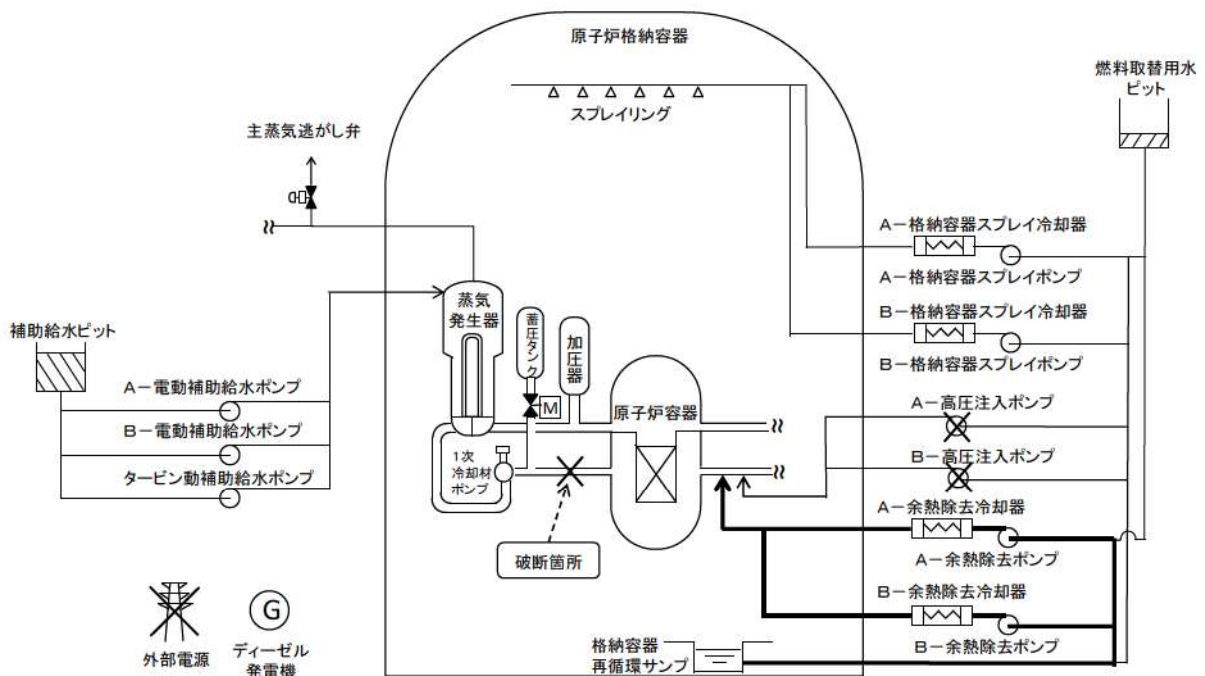 原子炉格納容器
燃料取替用水
ピット
スプレイリング
主蒸気逃がし弁
A－格納容器スプレイ冷却器
A－格納容器スプレイポンプ
蒸気
発生器
蓄圧タンク
加圧器
B－格納容器スプレイ冷却器
B－格納容器スプレイポンプ
補助給水ピット
A－電動補助給水ポンプ
M
原子炉容器
A－高圧注入ポンプ
B－電動補助給水ポンプ
1次
冷却材
ポンプ
B－高圧注入ポンプ
タービン動補助給水ポンプ
A－余熱除去冷却器
破断箇所
A－余熱除去ポンプ
B－余熱除去冷却器
G
外部電源
ディーゼル
発電機
格納容器
再循環サンプ
B－余熱除去ポンプ